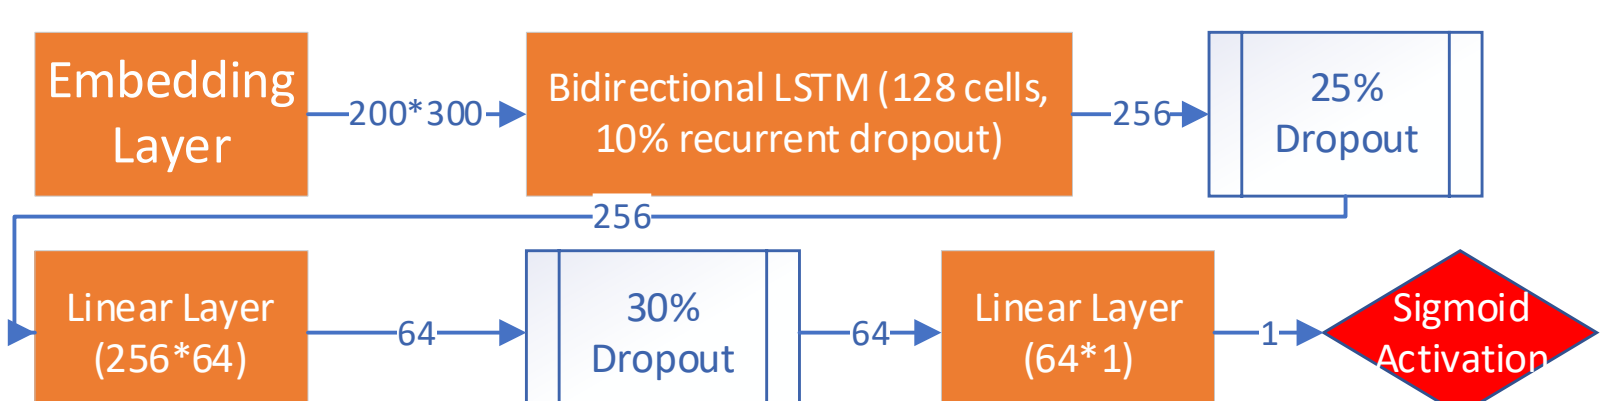 Embedding
Layer
200*300
Bidirectional LSTM (128 cells,
10% recurrent dropout)
256
25%
Dropout
256
Linear Layer
(256*64)
64
30%
Dropout
64
Linear Layer
(64*1)
1
Sigmoid
Activation